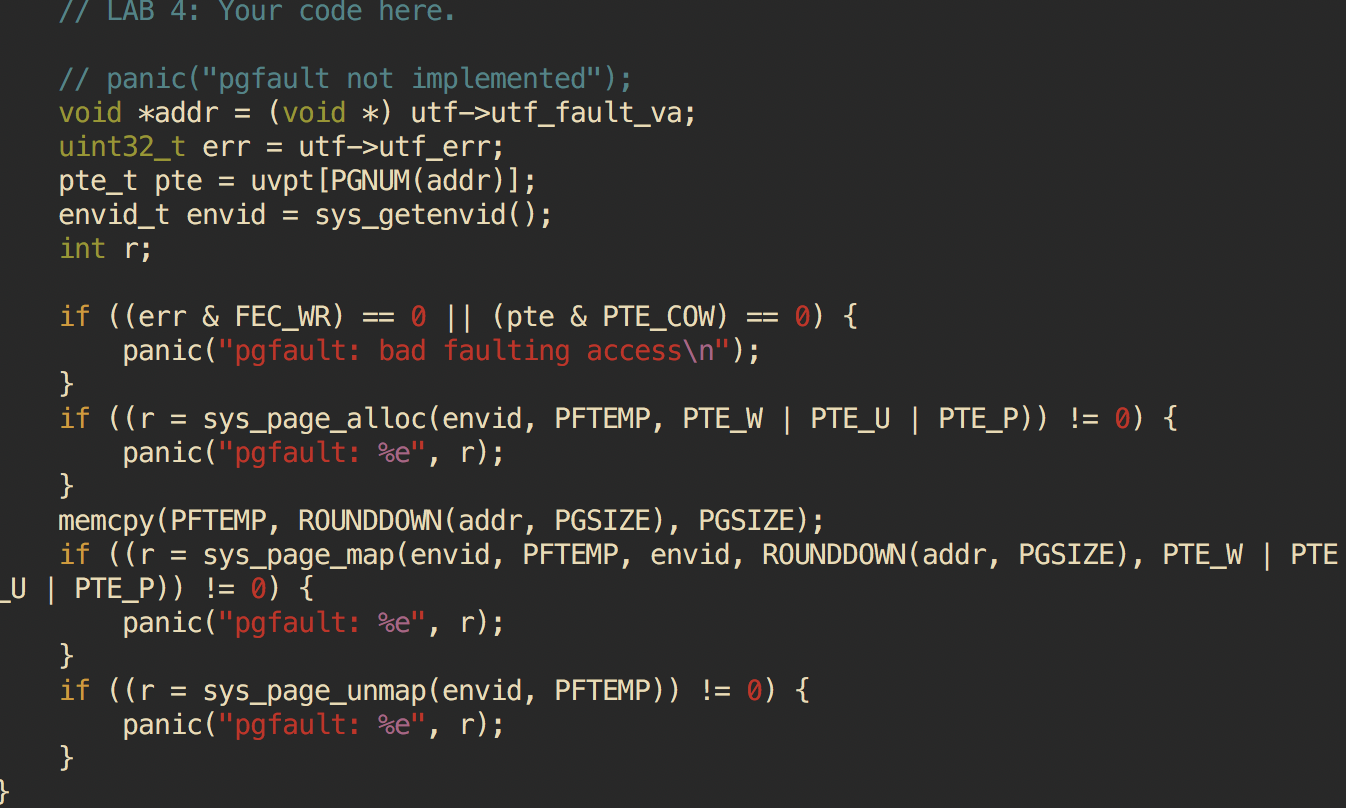 // LAB 4: Your code here.
// panic("pgfault not implemented");
void *addr = (void *) utf->utf_fault_va;
uint32_t err = utf->utf_err;
pte_t pte = uvpt[PGNUM(addr)];
envid_t envid = sys_getenvid();
int r;
if ((err & FEC_WR) == 0 || (pte & PTE_COW) == 0) {
panic("pgfault: bad faulting access\n");
}
if ((r = sys_page_alloc(envid, PFTEMP, PTE_W | PTE_U | PTE_P)) != 0) {
panic("pgfault: %e", r);
}
memcpy(PFTEMP, ROUNDDOWN(addr, PGSIZE), PGSIZE);
if ((r = sys_page_map(envid, PFTEMP, envid, ROUNDDOWN(addr, PGSIZE), PTE_W | PTE
_U | PTE_P)) != 0) {
panic("pgfault: %e", r);
}
if ((r = sys_page_unmap(envid, PFTEMP)) != 0) {
panic("pgfault: %e", r);
}
}